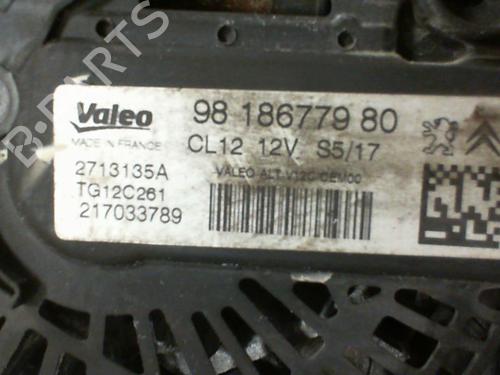 Valeo
MADE IN FRANCE
98 186779 80
CL12 12V S5/17
2713135A
TG12C261
217033789
B-PARTS